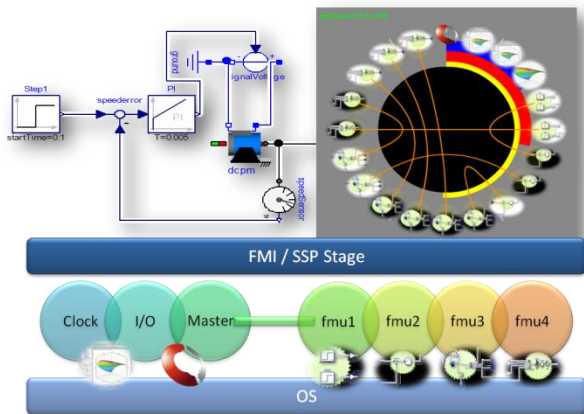 ground
ignalVoltage
Step1
speederror
PI
PI
startTime=0.1
T=0.005
dcpm
speedSensor
FMI / SSP Stage
Clock
I/O
Master
fmu1
fmu2
fmu3
fmu4
OS